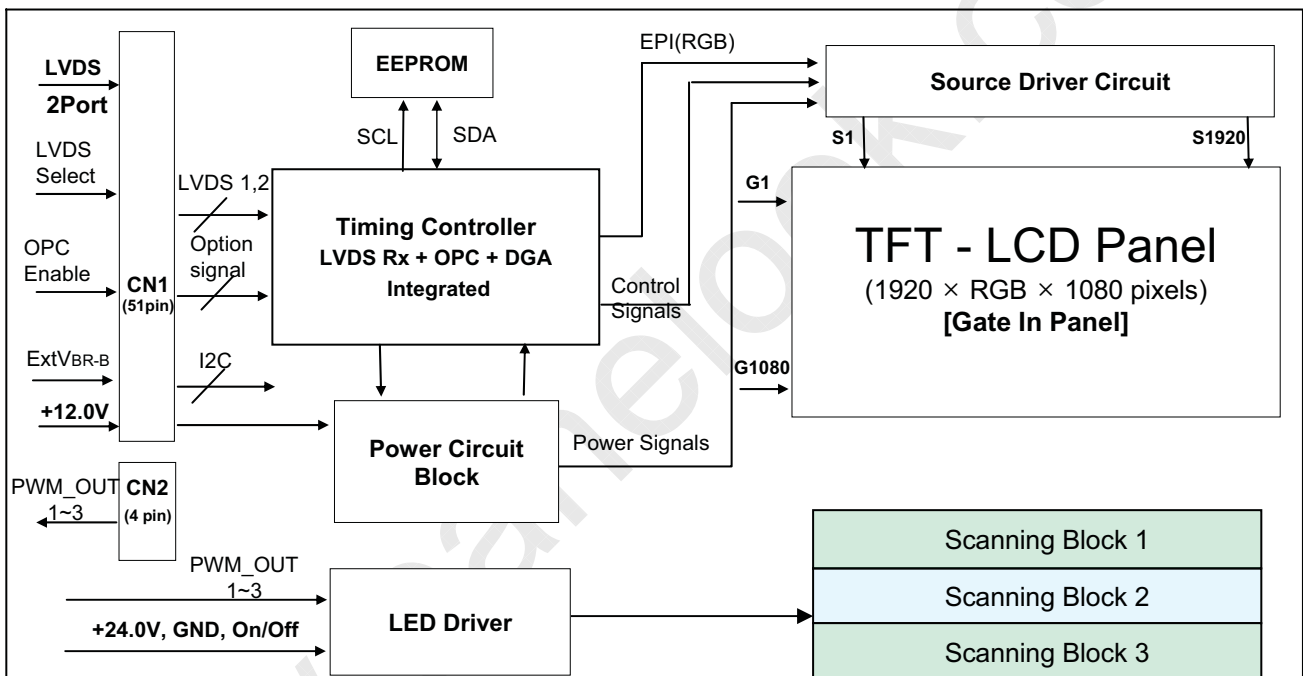 LVDS
2Port
LVDS
Select
OPC
Enable
ExtVBR-B
+12.0V
CN1
(51pin)
LVDS 1,2
Option
signal
I2C
EEPROM
SCL
SDA
Timing Controller
LVDS Rx + OPC + DGA
Integrated
Power Circuit
Block
EPI(RGB)
Control
Signals
Power Signals
Source Driver Circuit
S1
S1920
G1
G1080
TFT - LCD Panel
(1920 × RGB × 1080 pixels)
[Gate In Panel]
PWM_OUT
1~3
CN2
(4 pin)
PWM_OUT
1~3
+24.0V, GND, On/Off
LED Driver
Scanning Block 1
Scanning Block 2
Scanning Block 3